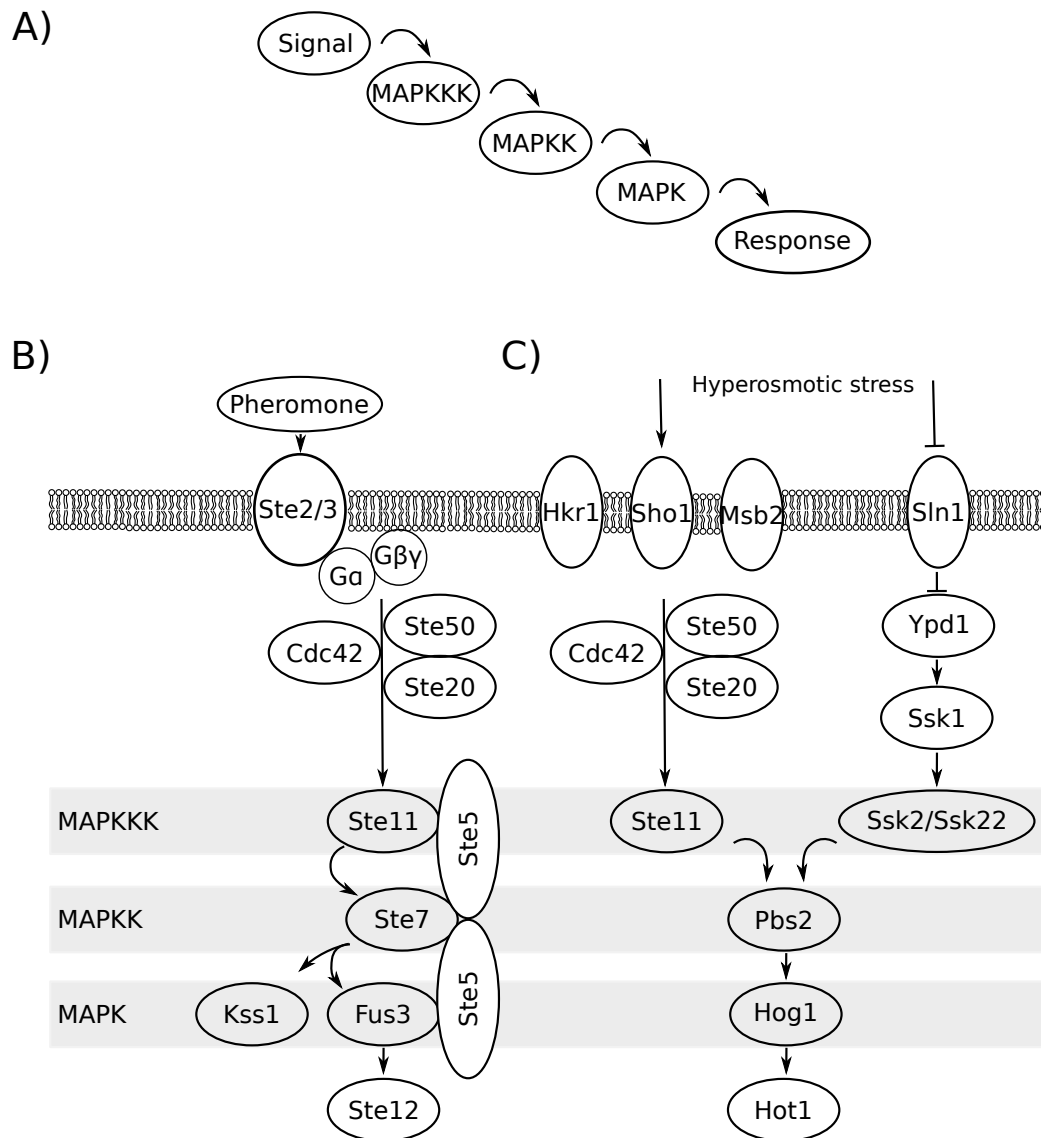 A)
Signal
MAPKKK
MAPKK
MAPK
Response
B)
Pheromone
Ste2/3
Gα
Gβγ
Cdc42
Ste50
Ste20
MAPKKK
Ste11
Ste5
MAPKK
Ste7
Ste5
MAPK
Kss1
Fus3
Ste12
C)
Hyperosmotic stress
Hkr1
Sho1
Msb2
Sln1
Cdc42
Ste50
Ste20
Ypd1
Ssk1
Ste11
Ssk2/Ssk22
Pbs2
Hog1
Hot1